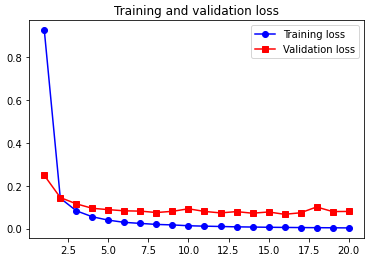 Training and validation loss
Training loss
Validation loss
0.8
0.6
0.4
0.2
0.0
2.5 5.0 7.5 10.0 12.5 15.0 17.5 20.0